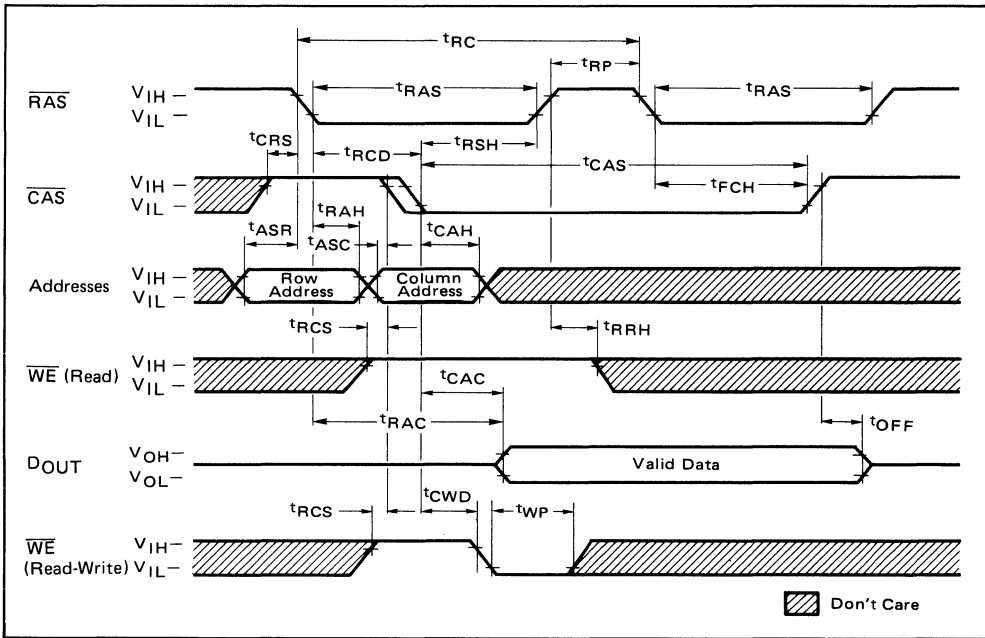 tRC
tRP
RAS
VIH
VIL
tRAS
tRAS
tCRS
tRCD
tRSH
tCAS
CAS
VIH
VIL
tFCH
tRAH
tASR
tASC
tCAH
Addresses
VIH
VIL
Row Address
Column Address
tRCS
tRRH
WE (Read)
VIH
VIL
tCAC
tRAC
tOFF
DOUT
VOH
VOL
Valid Data
tRCS
tCWD
tWP
WE (Read-Write)
VIH
VIL
Don't Care